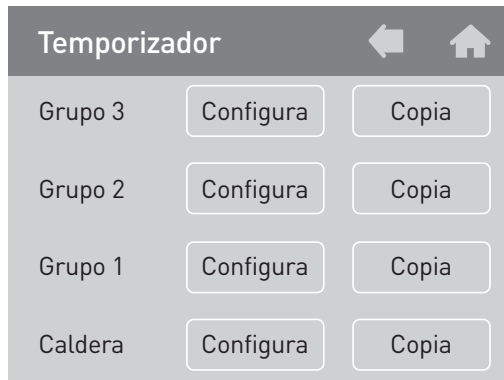 Temporizador
Grupo 3 Configura Copia
Grupo 2 Configura Copia
Grupo 1 Configura Copia
Caldera Configura Copia